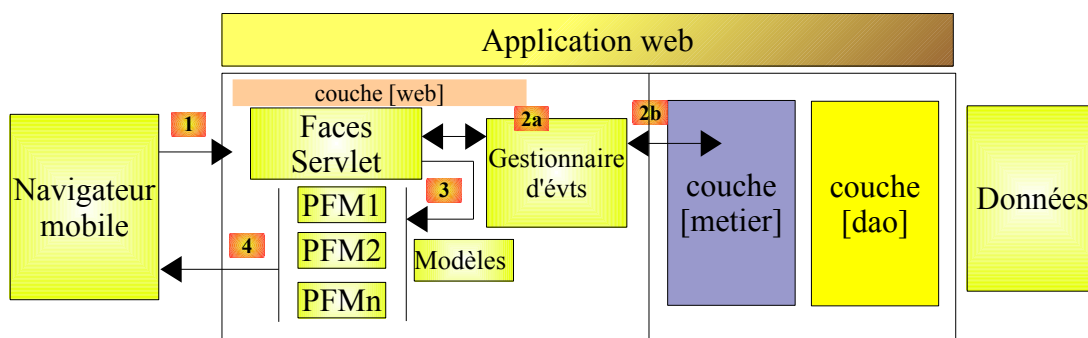 Application web
couche [web]
1
Faces
Servlet
2a
2b
Gestionnaire
d'évts
Navigateur
mobile
3
PFM1
4
PFM2
Modèles
PFMn
couche
[metier]
couche
[dao]
Données